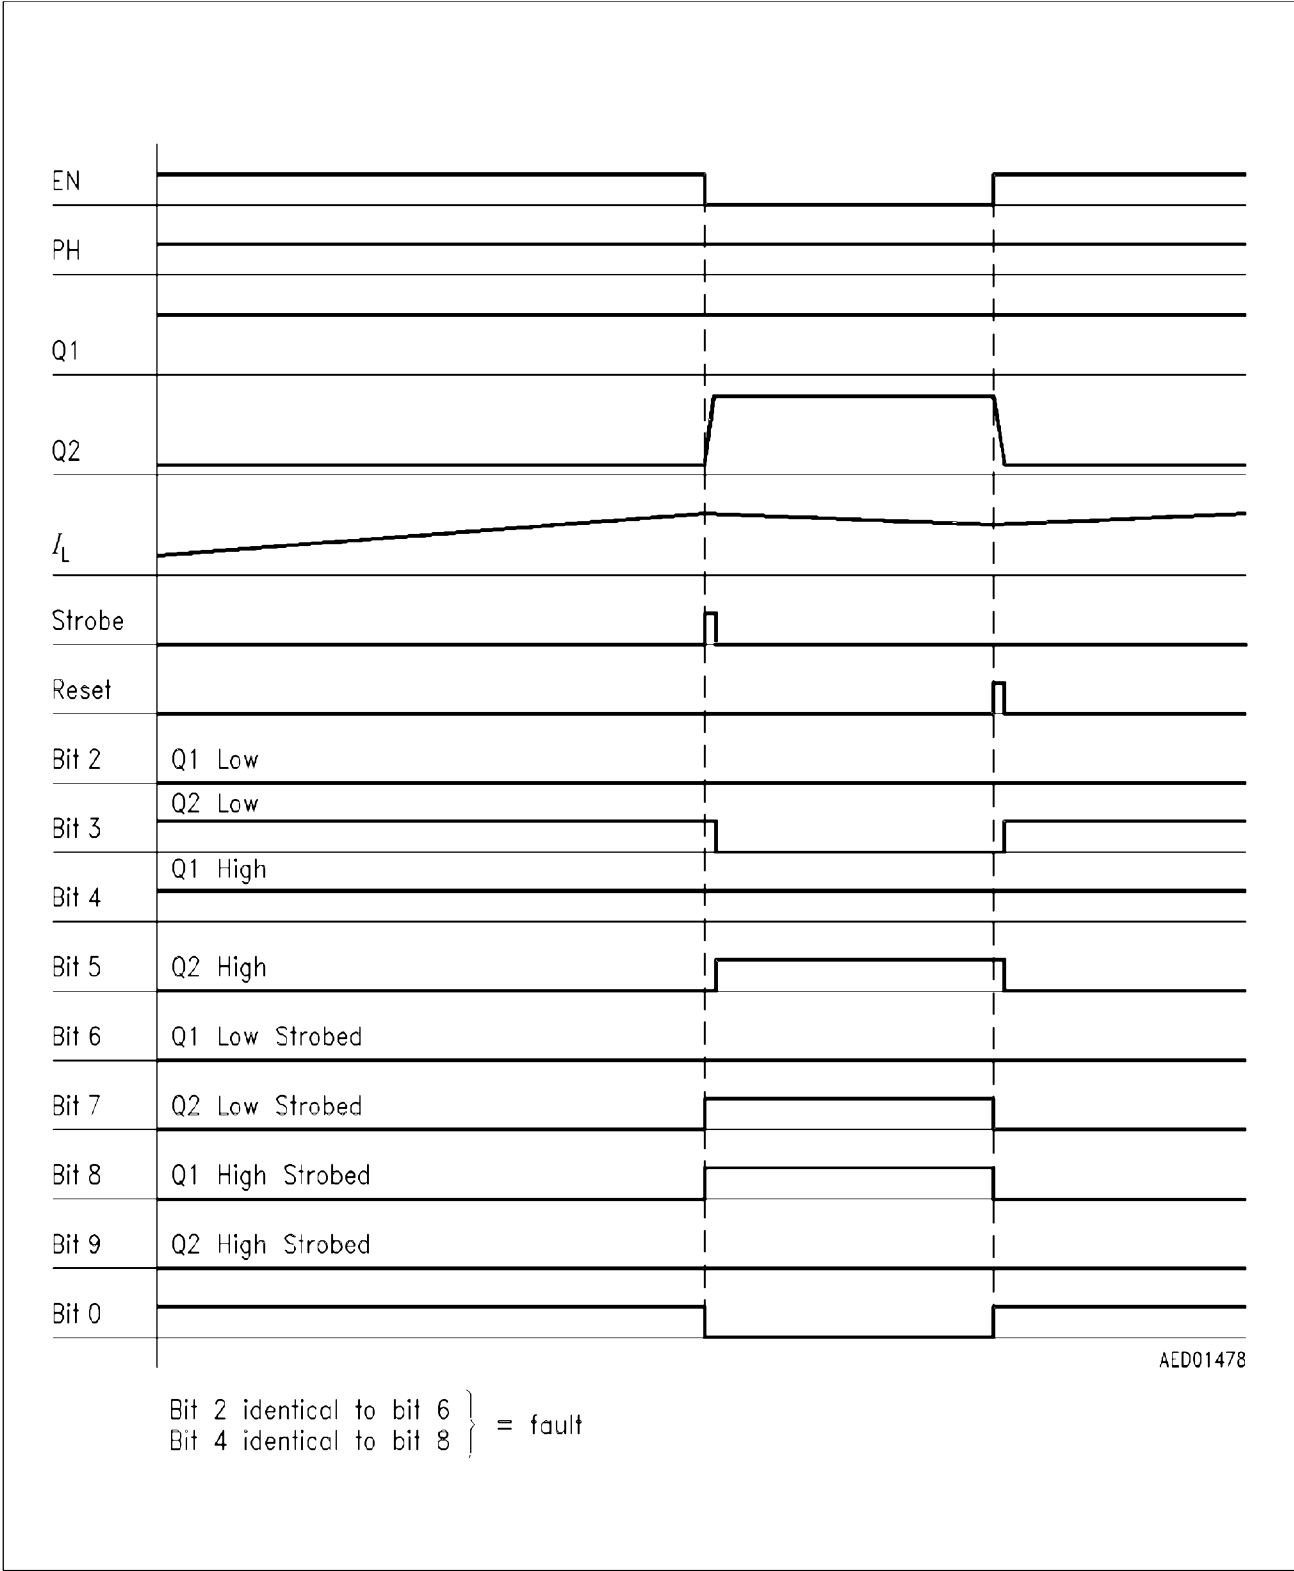 EN
PH
Q1
Q2
I_L
Strobe
Reset
Bit 2 Q1 Low
Q2 Low
Bit 3
Q1 High
Bit 4
Bit 5 Q2 High
Bit 6 Q1 Low Strobed
Bit 7 Q2 Low Strobed
Bit 8 Q1 High Strobed
Bit 9 Q2 High Strobed
Bit 0
AED01478
Bit 2 identical to bit 6
Bit 4 identical to bit 8
= fault